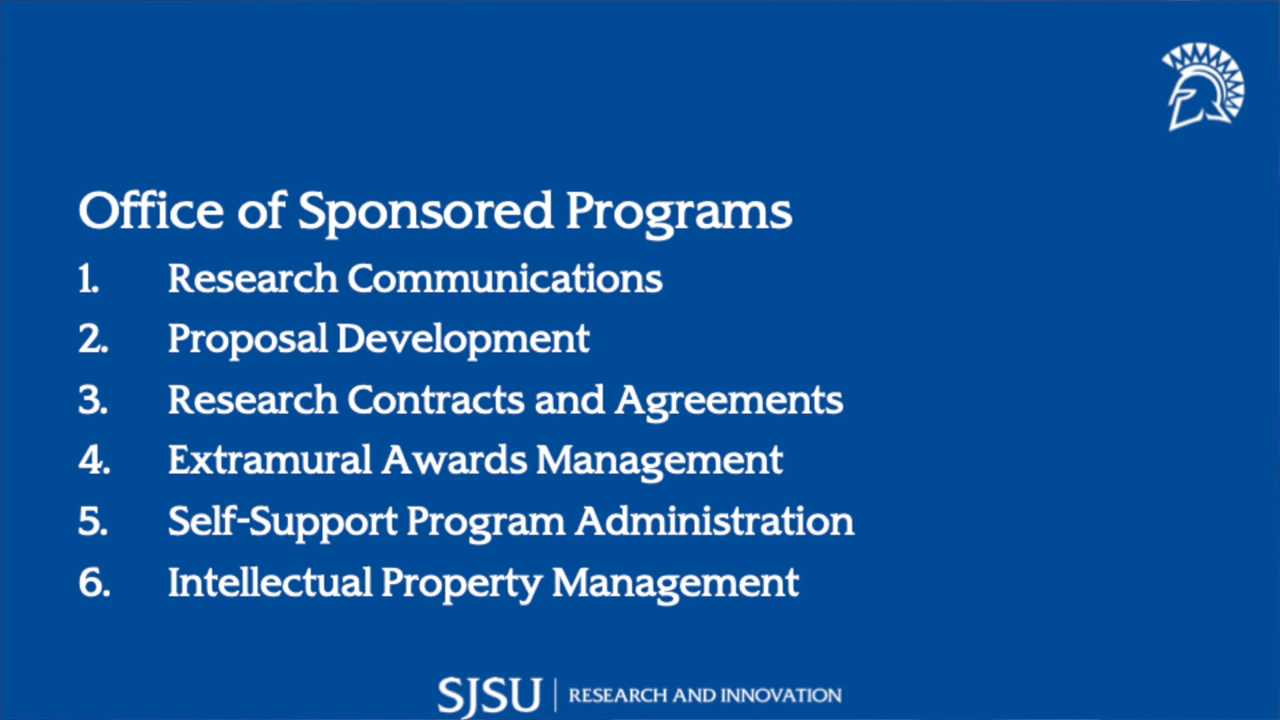 Office of Sponsored Programs
1. Research Communications
2. Proposal Development
3. Research Contracts and Agreements
4. Extramural Awards Management
5. Self-Support Program Administration
6. Intellectual Property Management
SJSU | RESEARCH AND INNOVATION